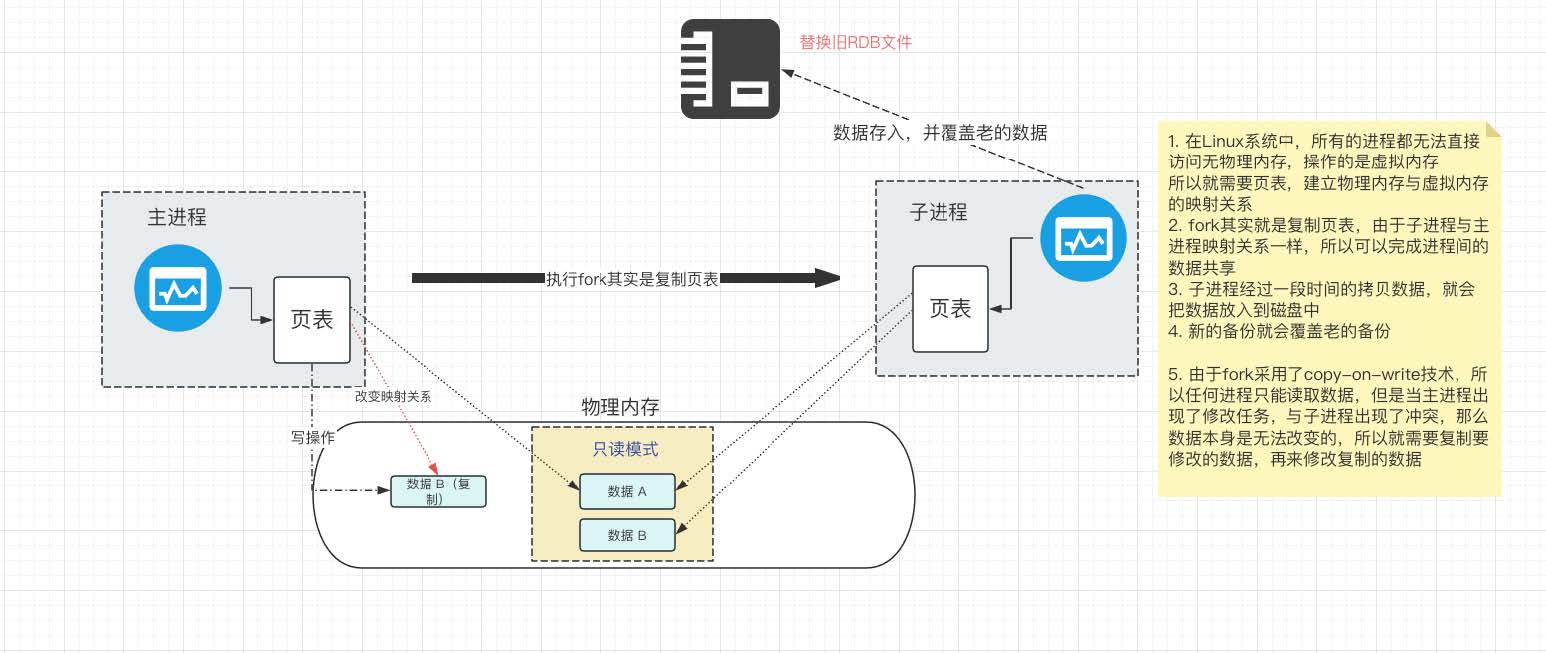 替换旧RDB文件
数据存入，并覆盖老的数据
主进程
页表
执行fork其实是复制页表
子进程
页表
改变映射关系
写操作
物理内存
只读模式
数据 B（复
制）
数据 A
数据 B
1. 在Linux系统中，所有的进程都无法直接
访问无物理内存，操作的是虚拟内存
所以就需要页表，建立物理内存与虚拟内存
的映射关系
2. fork其实就是复制页表，由于子进程与主
进程映射关系一样，所以可以完成进程间的
数据共享
3. 子进程经过一段时间的拷贝数据，就会
把数据放入到磁盘中
4. 新的备份就会覆盖老的备份
5. 由于fork采用了copy-on-write技术，所
以任何进程只能读取数据，但是当主进程出
现了修改任务，与子进程出现了冲突，那么
数据本身是无法改变的，所以就需要复制要
修改的数据，再来修改复制的数据